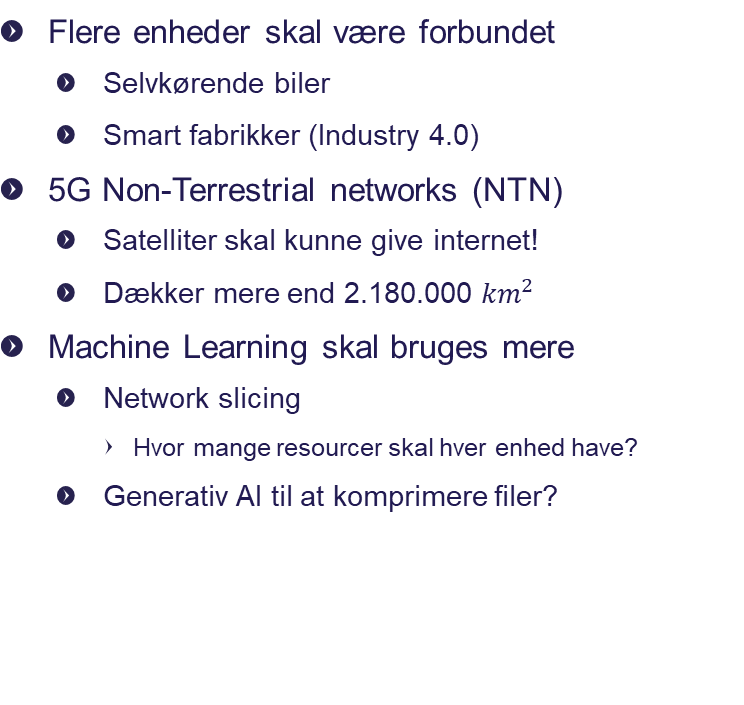 Flere enheder skal være forbundet
Selvkørende biler
Smart fabrikker (Industry 4.0)
5G Non-Terrestrial networks (NTN)
Satelliter skal kunne give internet!
Dækker mere end 2.180.000 km²
Machine Learning skal bruges mere
Network slicing
Hvor mange resourcer skal hver enhed have?
Generativ AI til at komprimere filer?